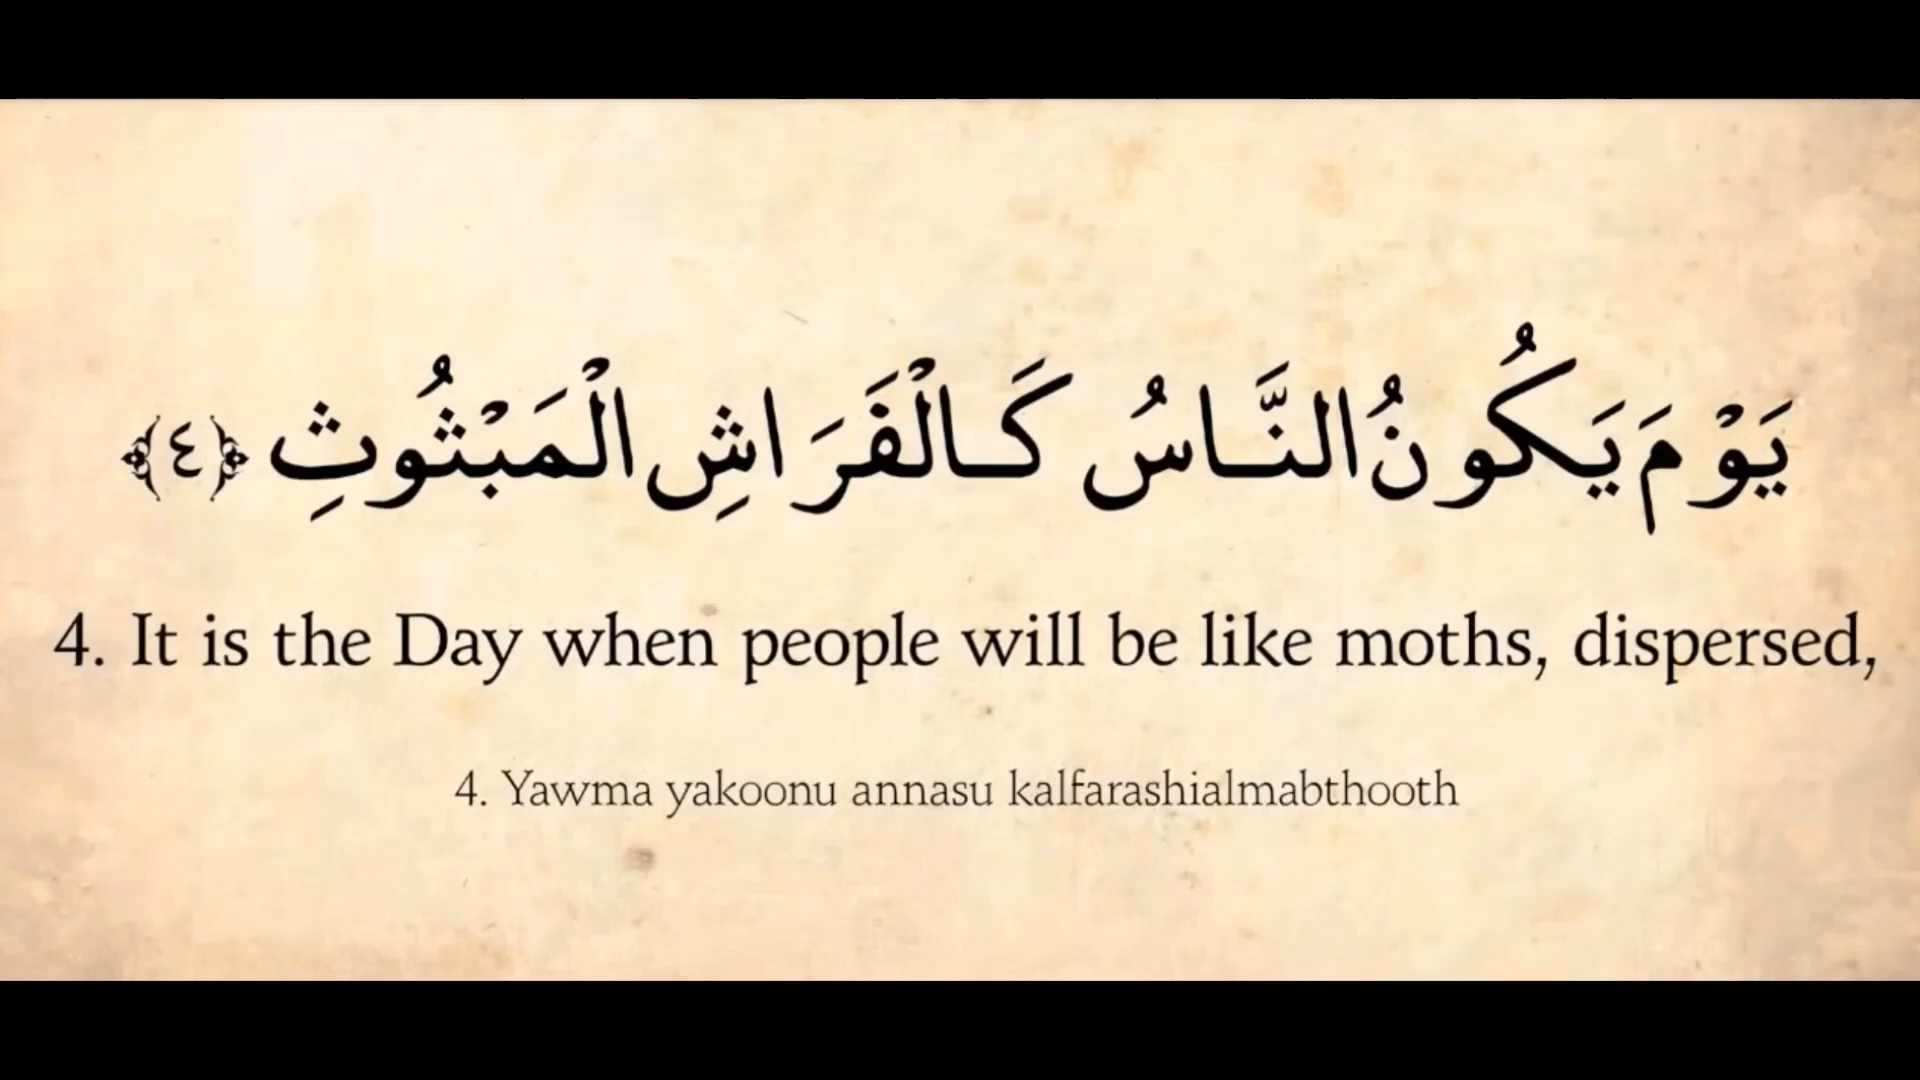 يَوْمَ يَكُونُ النَّاسُ كَالْفَرَاشِ الْمَبْثُوثِ ﴿٤﴾
4. It is the Day when people will be like moths, dispersed,
4. Yawma yakoonu annasu kalfarashialmabthooth